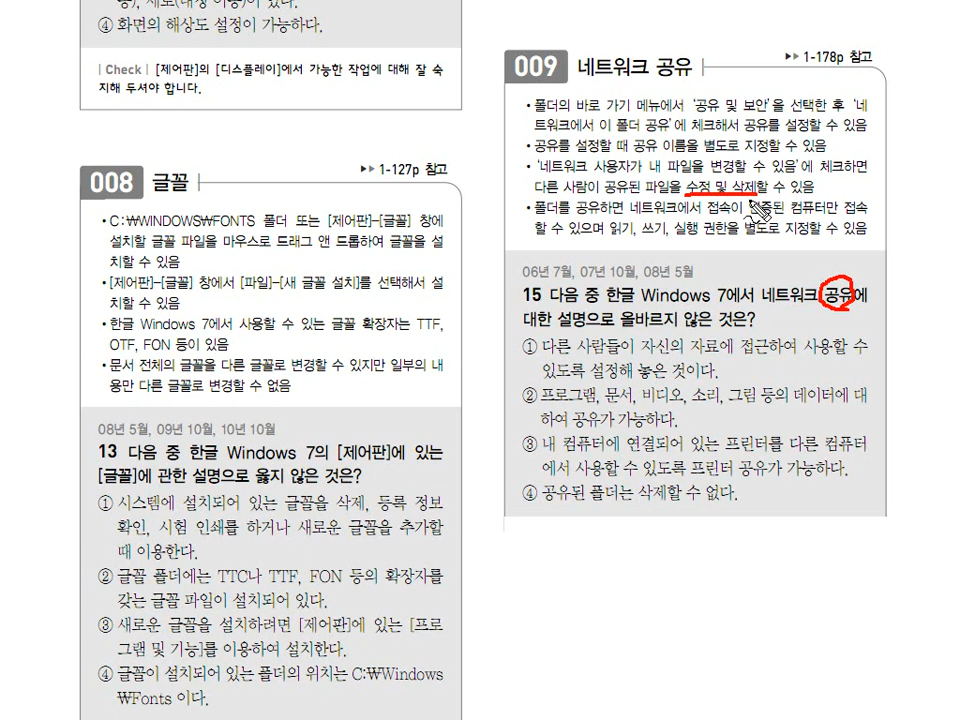 ④ 화면의 해상도 설정이 가능하다.
| Check | [제어판]의 [디스플레이]에서 가능한 작업에 대해 잘 숙
지해 두셔야 합니다.
008 글꼴
▶▶ 1-127p 참고
• C:₩WINDOWS₩FONTS 폴더 또는 [제어판]-[글꼴] 창에
설치할 글꼴 파일을 마우스로 드래그 앤 드롭하여 글꼴을 설
치할 수 있음
• [제어판]-[글꼴] 창에서 [파일]-[새 글꼴 설치]를 선택해서 설
치할 수 있음
• 한글 Windows 7에서 사용할 수 있는 글꼴 확장자는 TTF,
OTF, FON 등이 있음
• 문서 전체의 글꼴을 다른 글꼴로 변경할 수 있지만 일부의 내
용만 다른 글꼴로 변경할 수 없음
08년 5월, 09년 10월, 10년 10월
13 다음 중 한글 Windows 7의 [제어판]에 있는
[글꼴]에 관한 설명으로 옳지 않은 것은?
① 시스템에 설치되어 있는 글꼴을 삭제, 등록 정보
확인, 시험 인쇄를 하거나 새로운 글꼴을 추가할
때 이용한다.
② 글꼴 폴더에는 TTC나 TTF, FON 등의 확장자를
갖는 글꼴 파일이 설치되어 있다.
③ 새로운 글꼴을 설치하려면 [제어판]에 있는 [프로
그램 및 기능]를 이용하여 설치한다.
④ 글꼴이 설치되어 있는 폴더의 위치는 C:₩Windows
₩Fonts 이다.
009 네트워크 공유
▶▶ 1-178p 참고
• 폴더의 바로 가기 메뉴에서 '공유 및 보안'을 선택한 후 '네
트워크에서 이 폴더 공유'에 체크해서 공유를 설정할 수 있음
• 공유를 설정할 때 공유 이름을 별도로 지정할 수 있음
• '네트워크 사용자가 내 파일을 변경할 수 있음'에 체크하면
다른 사람이 공유된 파일을 수정 및 삭제할 수 있음
• 폴더를 공유하면 네트워크에서 접속이 인증된 컴퓨터만 접속
할 수 있으며 읽기, 쓰기, 실행 권한을 별도로 지정할 수 있음
06년 7월, 07년 10월, 08년 5월
15 다음 중 한글 Windows 7에서 네트워크 공유에
대한 설명으로 올바르지 않은 것은?
① 다른 사람들이 자신의 자료에 접근하여 사용할 수
있도록 설정해 놓은 것이다.
② 프로그램, 문서, 비디오, 소리, 그림 등의 데이터에 대
하여 공유가 가능하다.
③ 내 컴퓨터에 연결되어 있는 프린터를 다른 컴퓨터
에서 사용할 수 있도록 프린터 공유가 가능하다.
④ 공유된 폴더는 삭제할 수 없다.